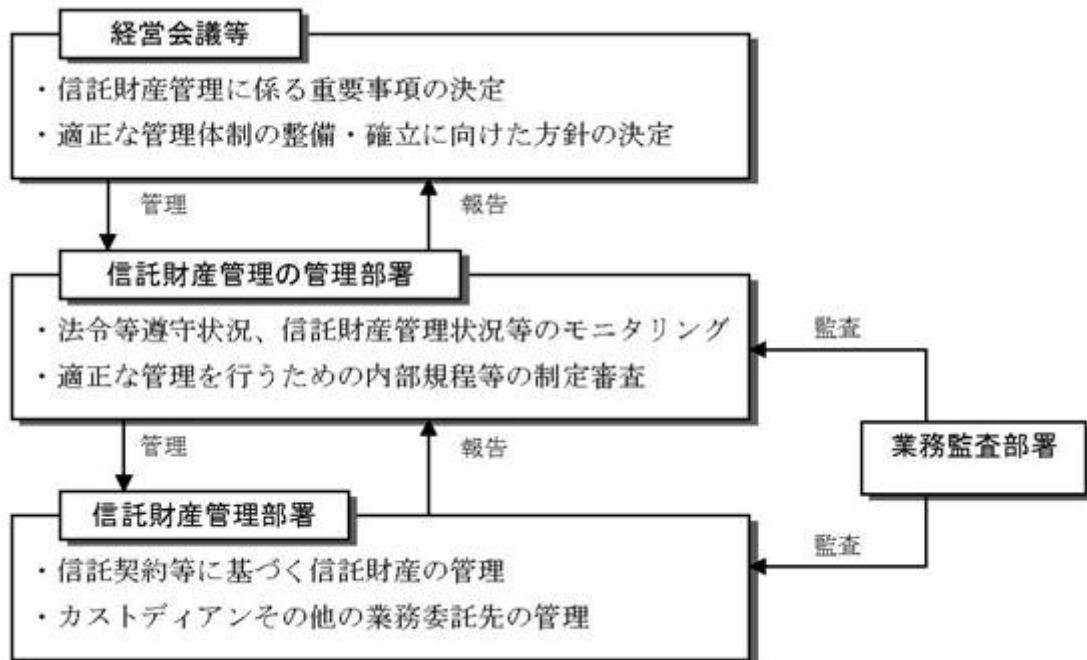 経営会議等
・信託財産管理に係る重要事項の決定
・適正な管理体制の整備・確立に向けた方針の決定
管理
報告
信託財産管理の管理部署
・法令等遵守状況、信託財産管理状況等のモニタリング
・適正な管理を行うための内部規程等の制定審査
監査
管理
報告
業務監査部署
信託財産管理部署
・信託契約等に基づく信託財産の管理
・カストディアンその他の業務委託先の管理
監査